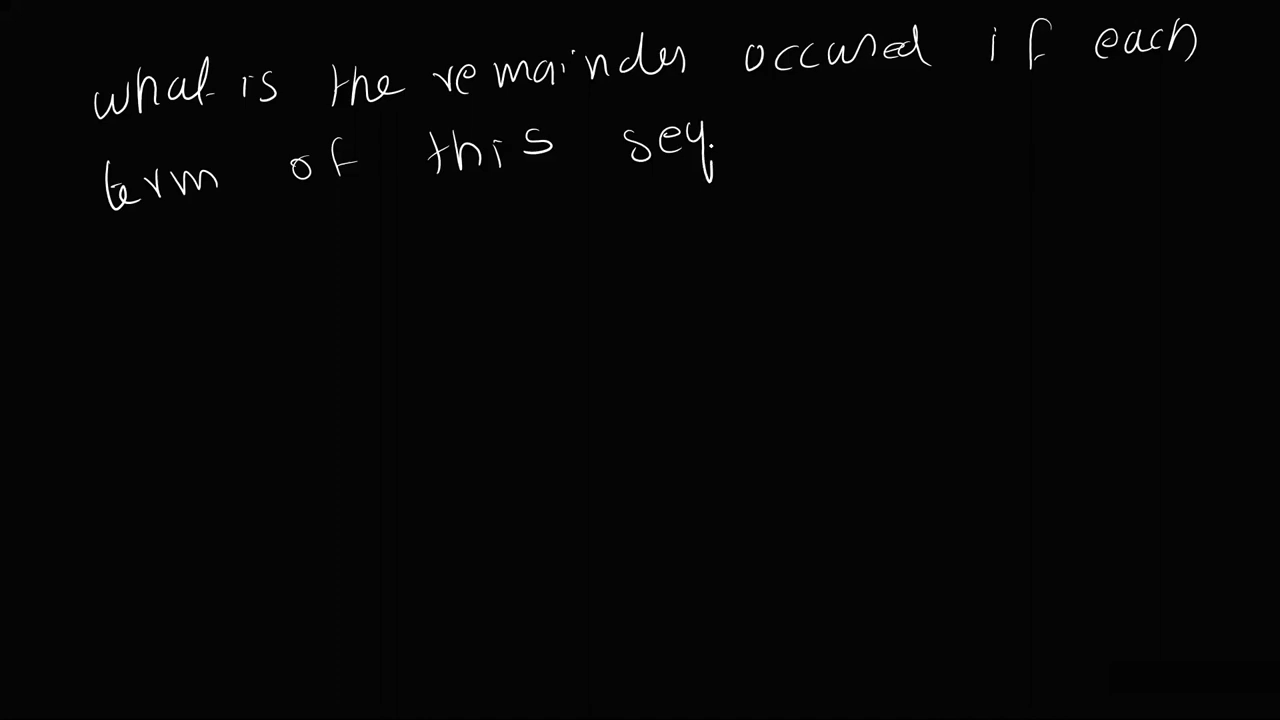 what is the remainder occured if each
term of this seq.